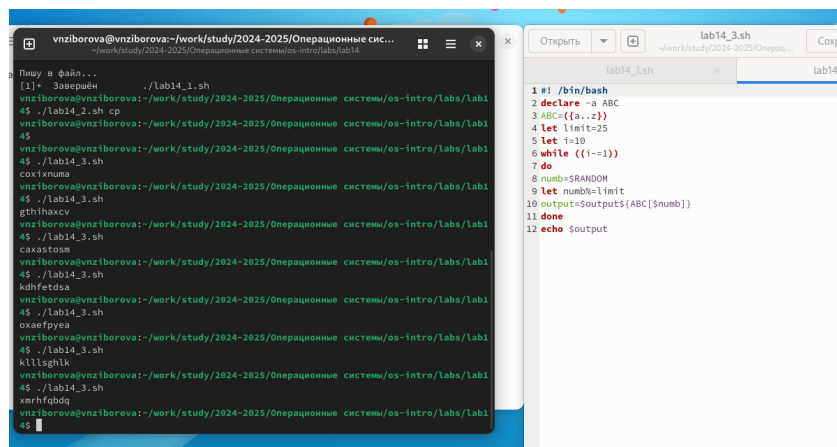 vnziborova@vnziborova:~/work/study/2024-2025/Операционные сис...
~/work/study/2024-2025/Операционные системы/os-intro/labs/lab14
Пишу в файл...
[1]+  Завершён      ./lab14_1.sh
vnziborova@vnziborova:~/work/study/2024-2025/Операционные системы/os-intro/labs/lab1
4$ ./lab14_2.sh cp
vnziborova@vnziborova:~/work/study/2024-2025/Операционные системы/os-intro/labs/lab1
4$
vnziborova@vnziborova:~/work/study/2024-2025/Операционные системы/os-intro/labs/lab1
4$ ./lab14_3.sh
coxixnuma
vnziborova@vnziborova:~/work/study/2024-2025/Операционные системы/os-intro/labs/lab1
4$ ./lab14_3.sh
gthihaxcv
vnziborova@vnziborova:~/work/study/2024-2025/Операционные системы/os-intro/labs/lab1
4$ ./lab14_3.sh
caxastosm
vnziborova@vnziborova:~/work/study/2024-2025/Операционные системы/os-intro/labs/lab1
4$ ./lab14_3.sh
kdhfetdsa
vnziborova@vnziborova:~/work/study/2024-2025/Операционные системы/os-intro/labs/lab1
4$ ./lab14_3.sh
oxaefpyea
vnziborova@vnziborova:~/work/study/2024-2025/Операционные системы/os-intro/labs/lab1
4$ ./lab14_3.sh
klllsghlk
vnziborova@vnziborova:~/work/study/2024-2025/Операционные системы/os-intro/labs/lab1
4$ ./lab14_3.sh
xmrhfqbdq
vnziborova@vnziborova:~/work/study/2024-2025/Операционные системы/os-intro/labs/lab1
4$
Открыть
lab14_3.sh
~/work/study/2024-2025/Операц...
Сох
lab14_1.sh
lab14
1 #! /bin/bash
2 declare -a ABC
3 ABC=({a..z})
4 let limit=25
5 let i=10
6 while ((i-=1))
7 do
8 numb=$RANDOM
9 let numb%=limit
10 output=$output${ABC[$numb]}
11 done
12 echo $output